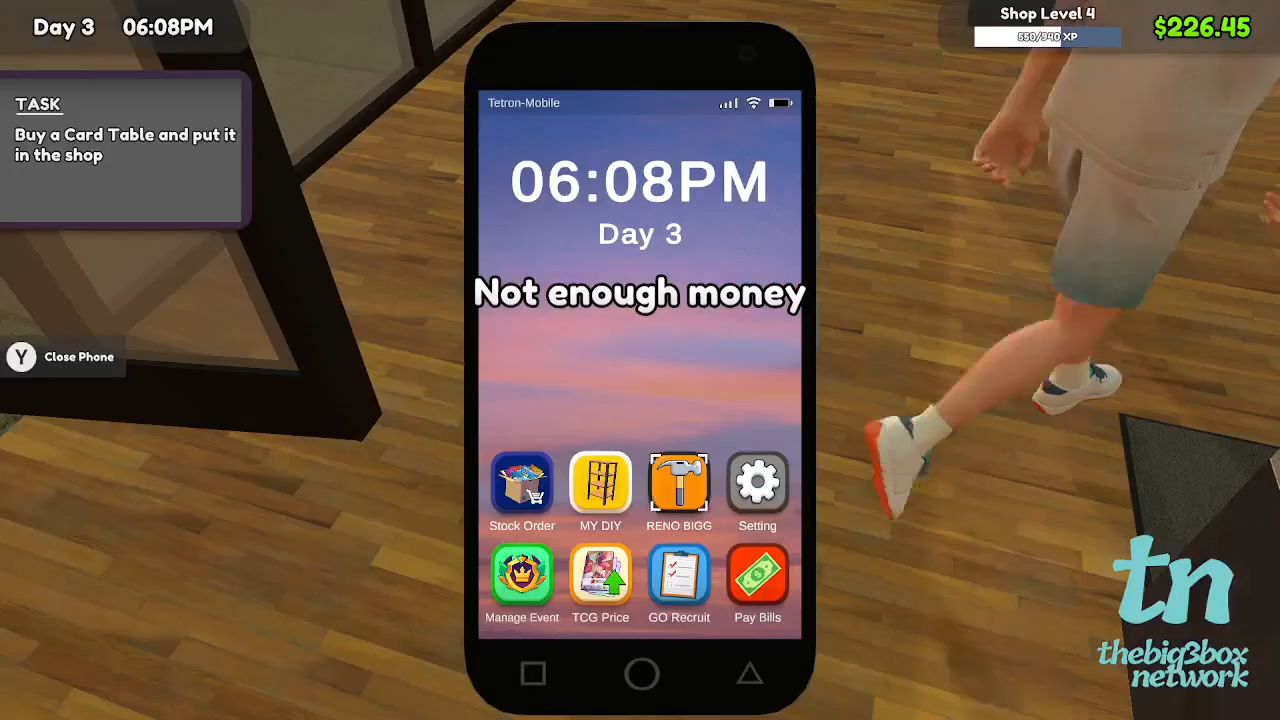 Day 3 06:08PM
Shop Level 4
550/940 XP
$226.45
TASK
Buy a Card Table and put it
in the shop
Y Close Phone
Tetron-Mobile
06:08PM
Day 3
Not enough money
Stock Order MY DIY RENO BIGG Setting
Manage Event TCG Price GO Recruit Pay Bills
tn
thebig3box
network